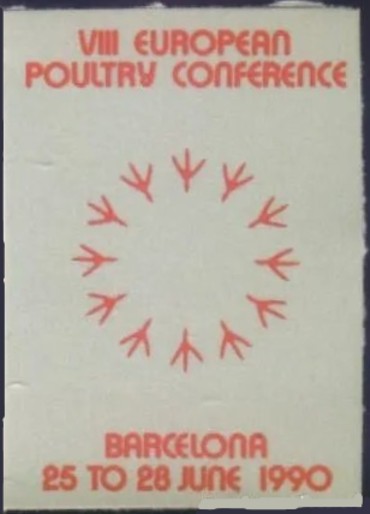 VIII EUROPEAN
POULTRY CONFERENCE
BARCELONA
25 TO 28 JUNE 1990